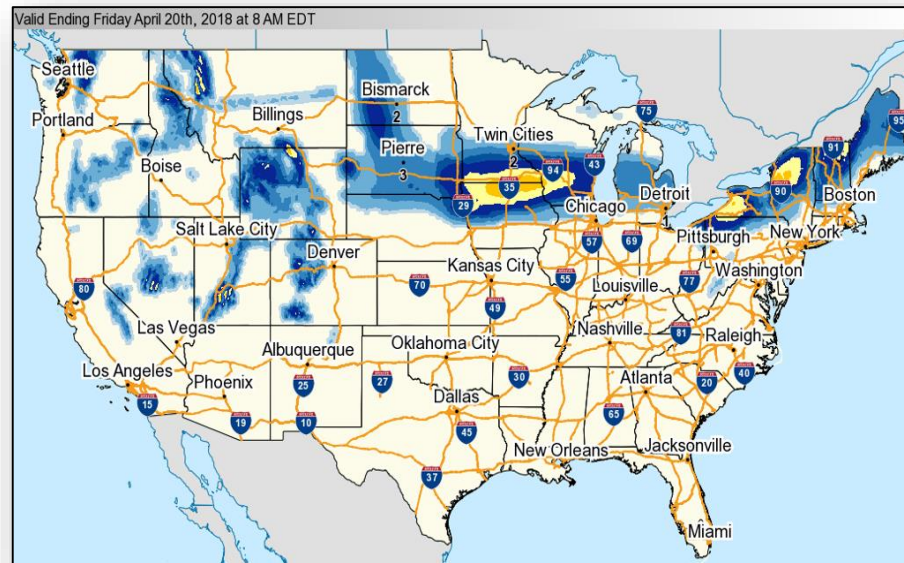 Valid Ending Friday April 20th, 2018 at 8 AM EDT
Seattle
Portland
Billings
Bismarck
2
75
95
Boise
Pierre
3
Twin Cities
2
94
43
91
35
29
90
Boston
Detroit
Chicago
Salt Lake City
Denver
57
69
Pittsburgh
New York
80
70
Kansas City
55
77
Washington
49
Louisville
Las Vegas
Albuquerque
Oklahoma City
Nashville
81
Raleigh
Los Angeles
Phoenix
25
27
30
Atlanta
20
40
15
19
10
Dallas
45
65
37
New Orleans
Jacksonville
Miami